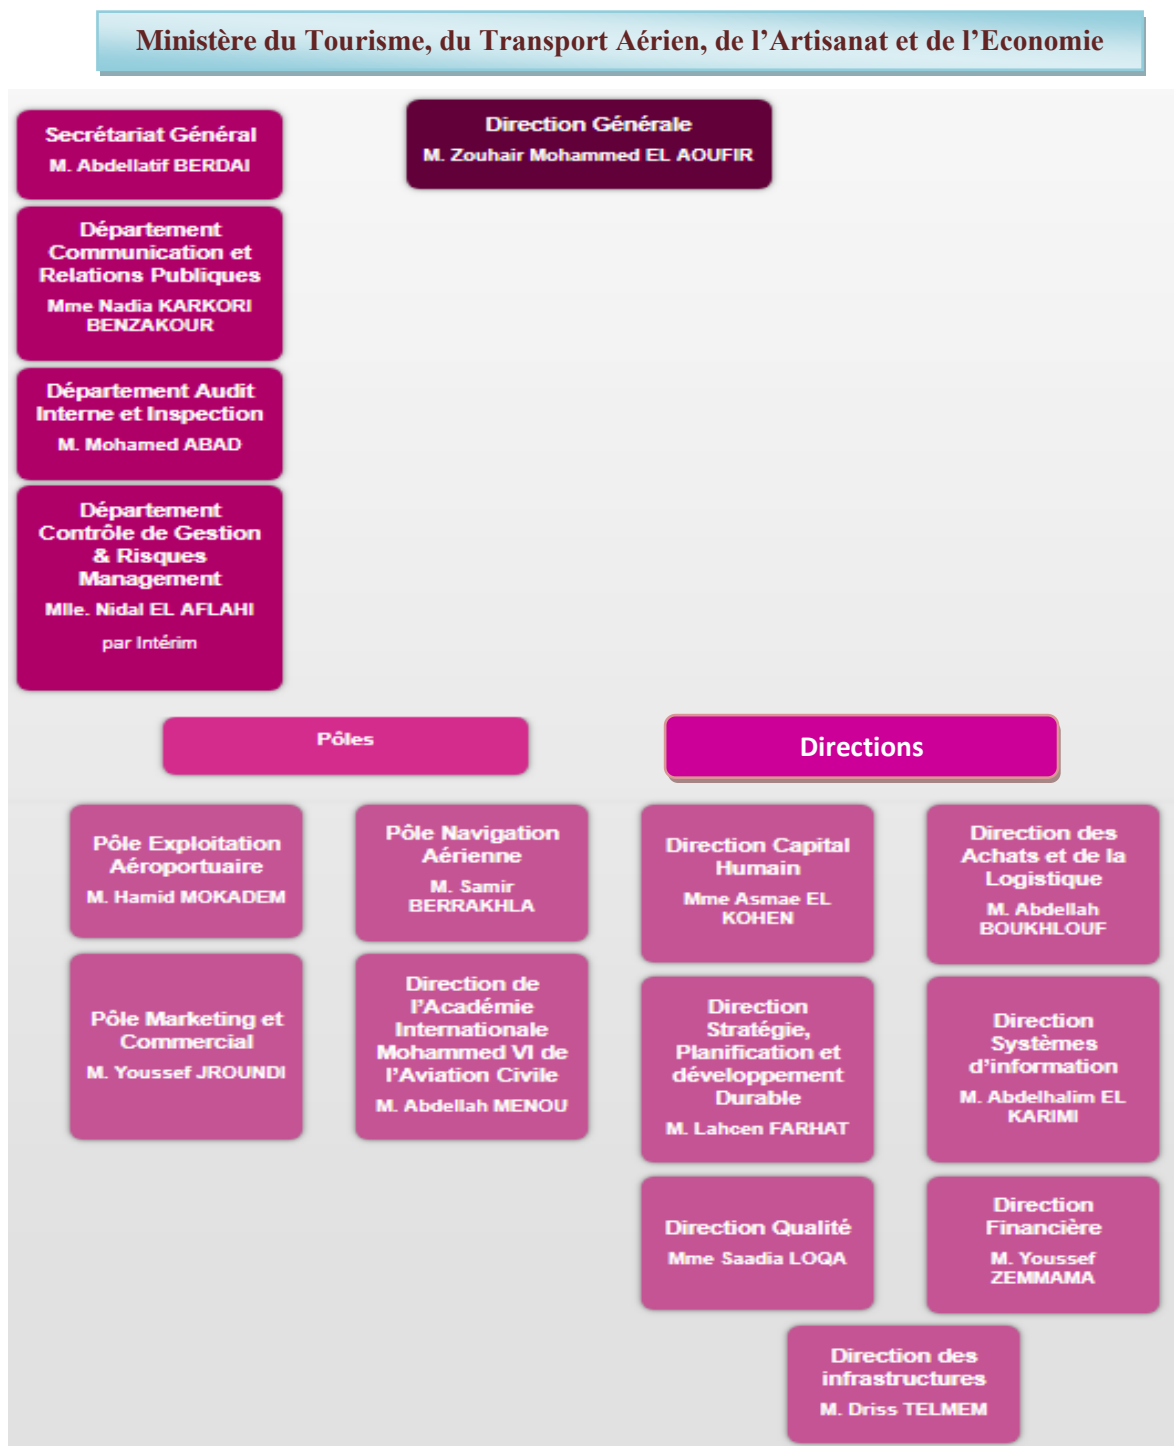 Ministère du Tourisme, du Transport Aérien, de l’Artisanat et de l’Economie
Direction Générale
M. Zouhair Mohammed EL AOUFIR
Secrétariat Général
M. Abdellatif BERDAI
Département
Communication et
Relations Publiques
Mme Nadia KARKORI
BENZAKOUR
Département Audit
Interne et Inspection
M. Mohamed ABAD
Département
Contrôle de Gestion
& Risques
Management
Mlle. Nidal EL AFLAHI
par Intérim
Pôles
Directions
Pôle Exploitation
Aéroportuaire
M. Hamid MOKADEM
Pôle Navigation
Aérienne
M. Samir
BERRAKHLA
Direction Capital
Humain
Mme Asmae EL
KOHEN
Direction des
Achats et de la
Logistique
M. Abdellah
BOUKHLOUF
Pôle Marketing et
Commercial
M. Youssef JROUNDI
Direction de
l’Académie
Internationale
Mohammed VI de
l’Aviation Civile
M. Abdellah MENOU
Direction
Stratégie,
Planification et
développement
Durable
M. Lahcen FARHAT
Direction
Systèmes
d’information
M. Abdelhalim EL
KARIMI
Direction Qualité
Mme Saadia LOQA
Direction
Financière
M. Youssef
ZEMMAMA
Direction des
infrastructures
M. Driss TELMEM